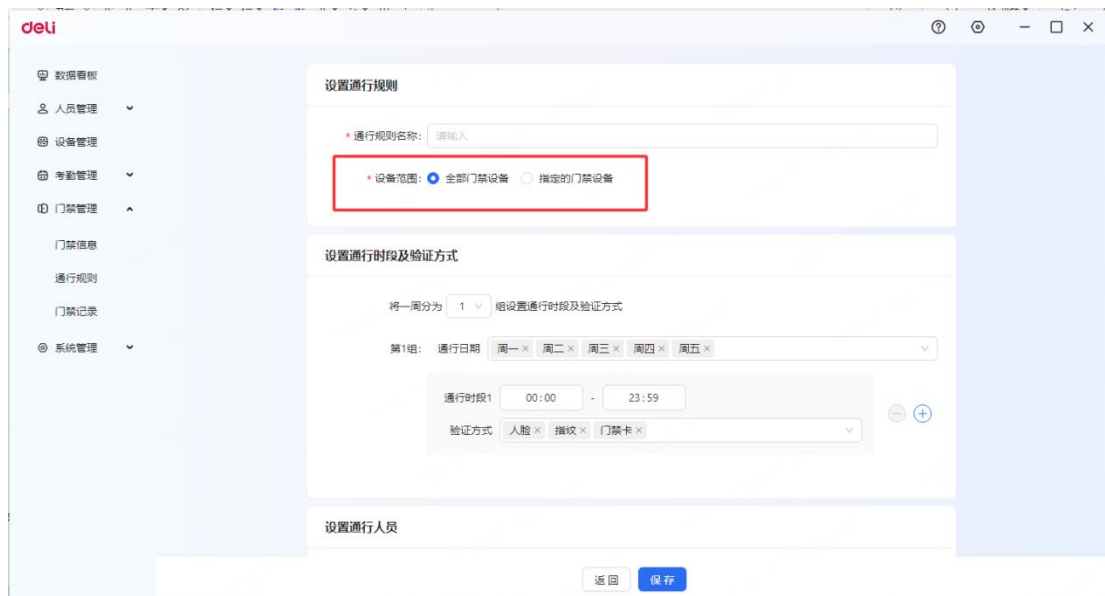 deli
数据看板
人员管理
设备管理
考勤管理
门禁管理
门禁信息
通行规则
门禁记录
系统管理
设置通行规则
* 通行规则名称: 请输入
* 设备范围: 全部门禁设备 指定的门禁设备
设置通行时段及验证方式
将一周分为 1 组设置通行时段及验证方式
第1组: 通行日期 周一 × 周二 × 周三 × 周四 × 周五 ×
通行时段1 00:00 - 23:59
验证方式 人脸 × 指纹 × 门禁卡 ×
设置通行人员
返回 保存